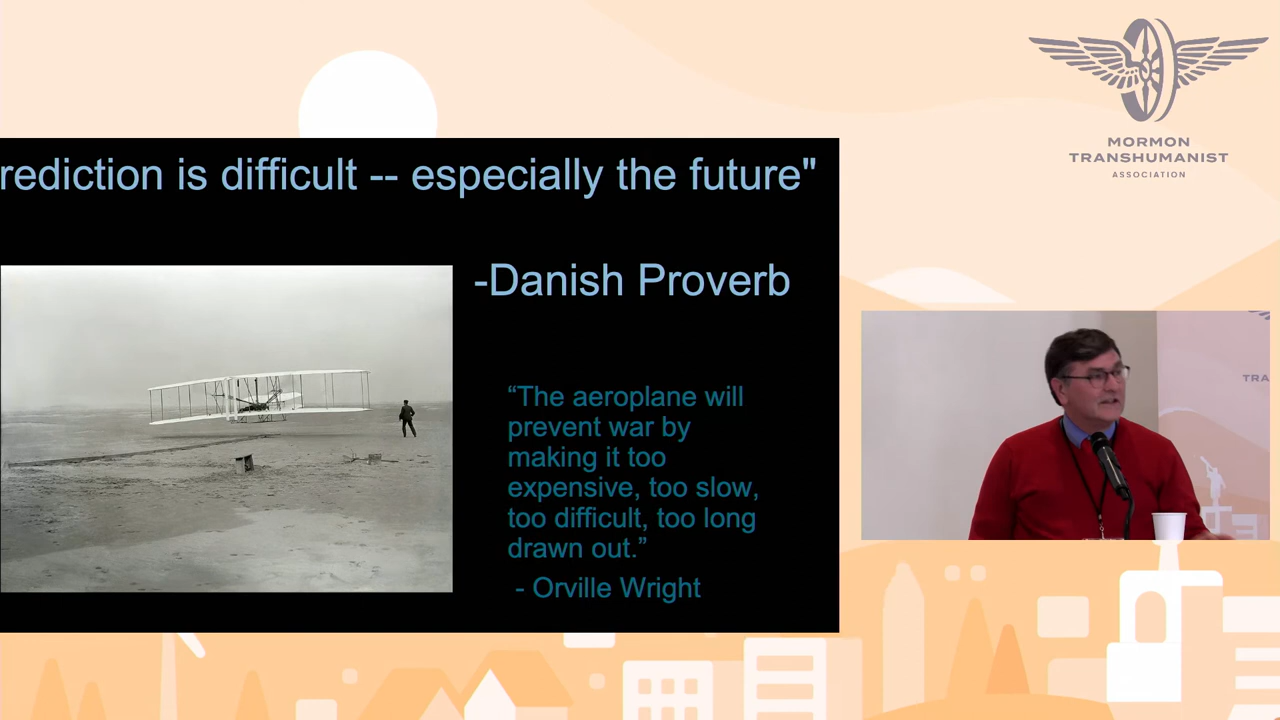 rediction is difficult -- especially the future"
-Danish Proverb
“The aeroplane will
prevent war by
making it too
expensive, too slow,
too difficult, too long
drawn out.”
- Orville Wright
MORMON
TRANSHUMANIST
ASSOCIATION
TRA